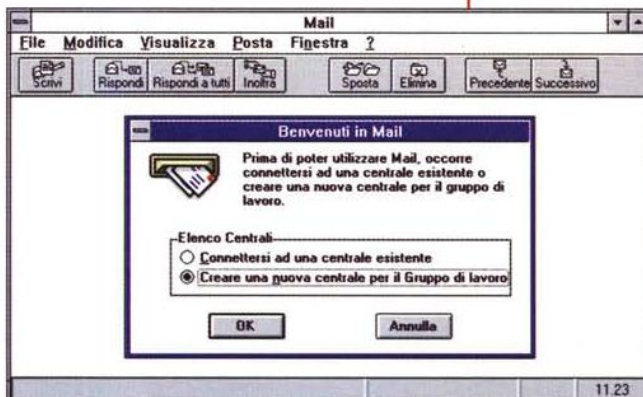 Mail
File Modifica Visualizza Posta Finestra ?
Scrivi Rispondi Rispondi a tutti Inoltra Sposta Elimina Precedente Successivo
Benvenuti in Mail
Prima di poter utilizzare Mail, occorre
connettersi ad una centrale esistente o
creare una nuova centrale per il gruppo di
lavoro.
Elenco Centrali
Connettersi ad una centrale esistente
Creare una nuova centrale per il Gruppo di lavoro
OK Annulla
11.23